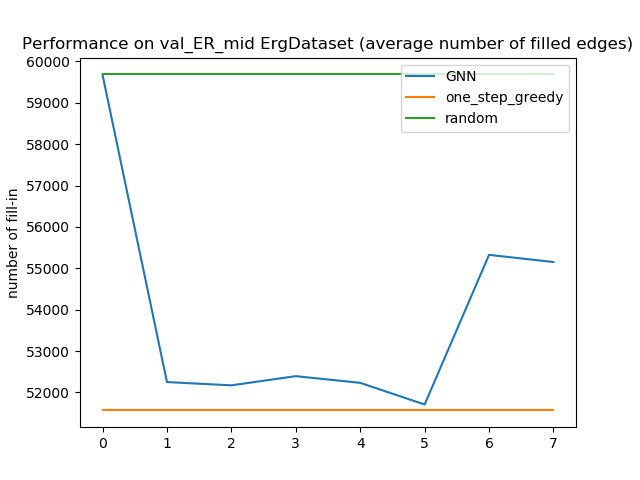 Performance on val_ER_mid ErgDataset (average number of filled edges)
number of fill-in
60000
59000
58000
57000
56000
55000
54000
53000
52000
GNN
one_step_greedy
random
0 1 2 3 4 5 6 7